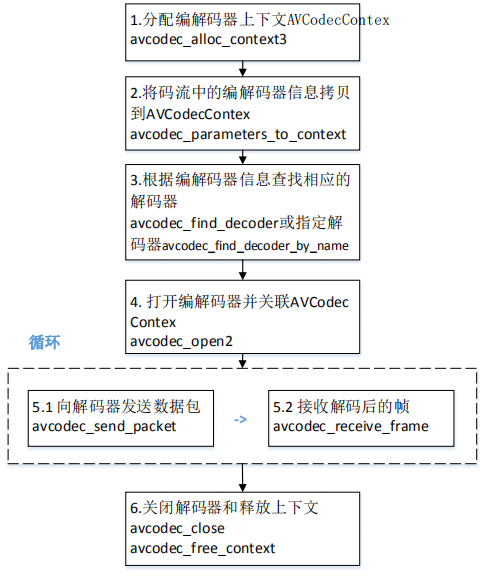 1.分配编解码器上下文AVCodecContex
avcodec_alloc_context3
2.将码流中的编解码器信息拷贝
到AVCodecContex
avcodec_parameters_to_context
3.根据编解码器信息查找相应的
解码器
avcodec_find_decoder或指定解
码器avcodec_find_decoder_by_name
4. 打开编解码器并关联AVCodec
Contex
avcodec_open2
循环
5.1 向解码器发送数据包
avcodec_send_packet
->
5.2 接收解码后的帧
avcodec_receive_frame
6.关闭解码器和释放上下文
avcodec_close
avcodec_free_context